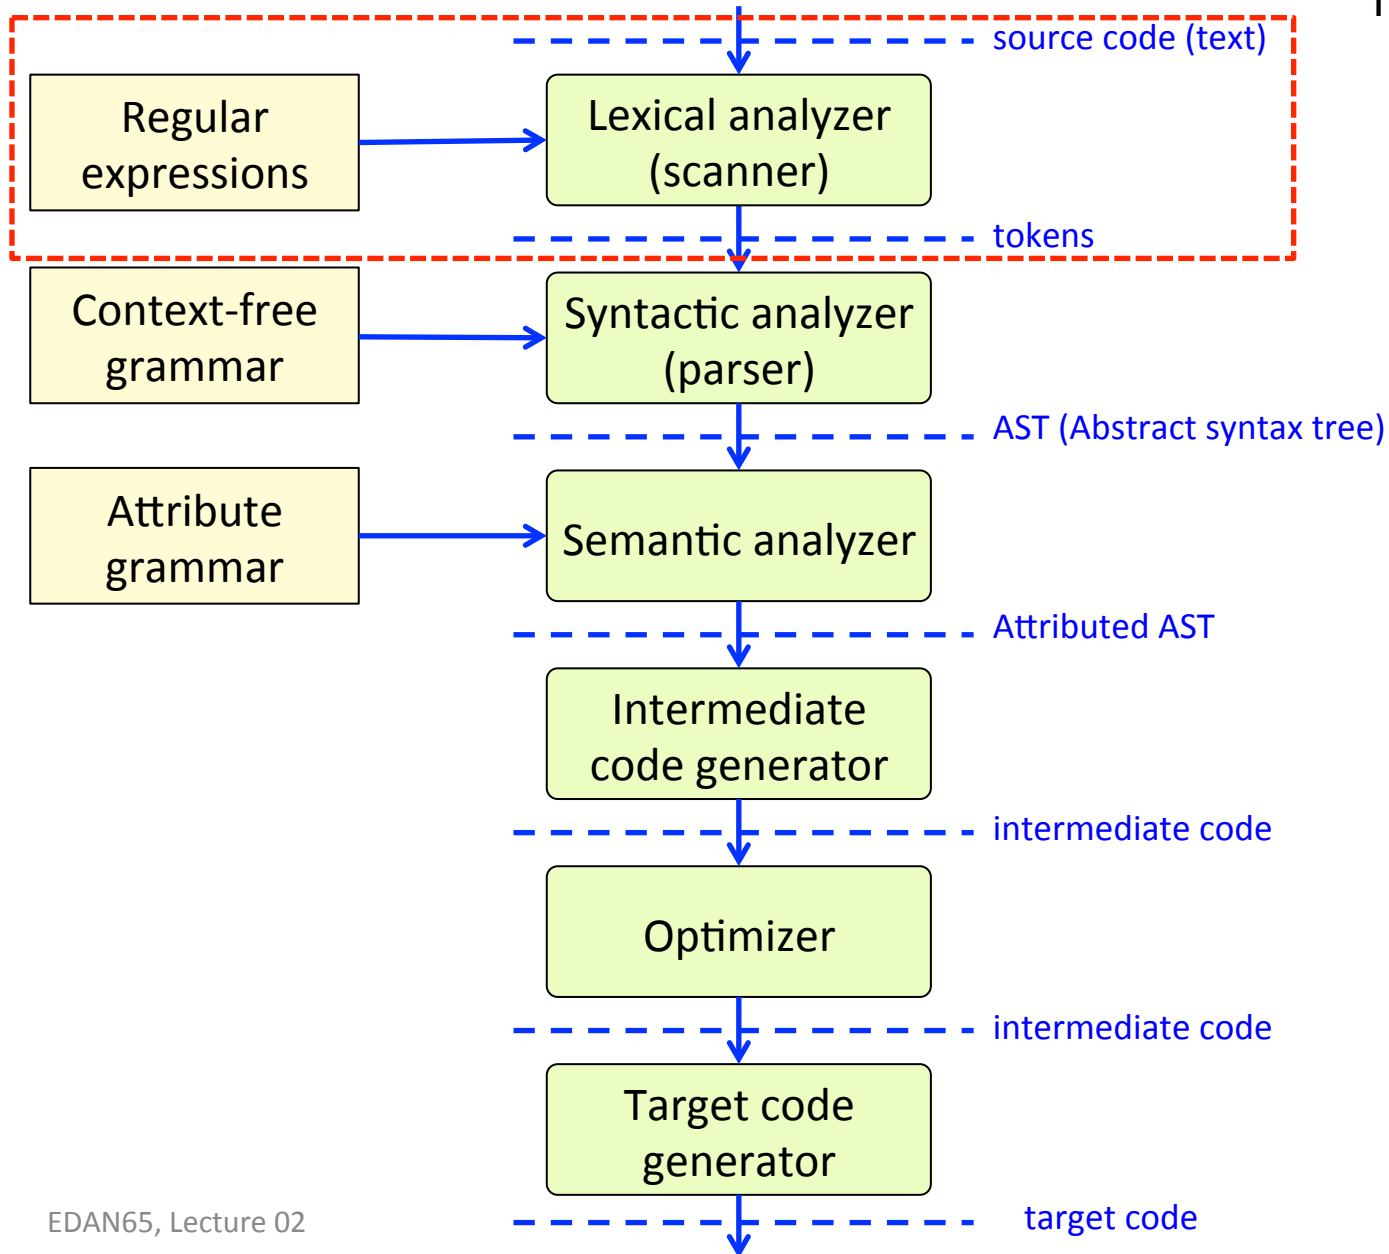 source code (text)
Regular
expressions
Lexical analyzer
(scanner)
tokens
Context-free
grammar
Syntactic analyzer
(parser)
AST (Abstract syntax tree)
Attribute
grammar
Semantic analyzer
Attributed AST
Intermediate
code generator
intermediate code
Optimizer
intermediate code
Target code
generator
EDAN65, Lecture 02
target code